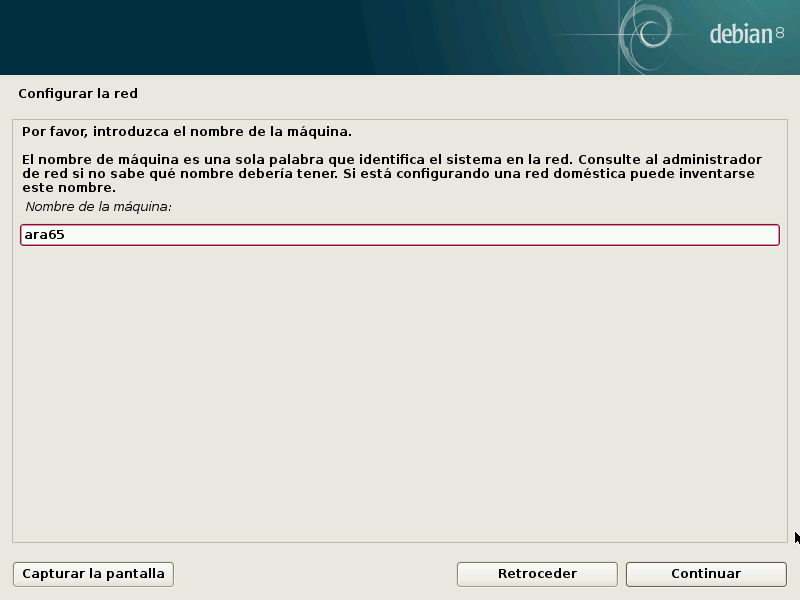 debian 8
Configurar la red
Por favor, introduzca el nombre de la máquina.
El nombre de máquina es una sola palabra que identifica el sistema en la red. Consulte al administrador
de red si no sabe qué nombre debería tener. Si está configurando una red doméstica puede inventarse
este nombre.
Nombre de la máquina:
ara65
Capturar la pantalla
Retroceder
Continuar